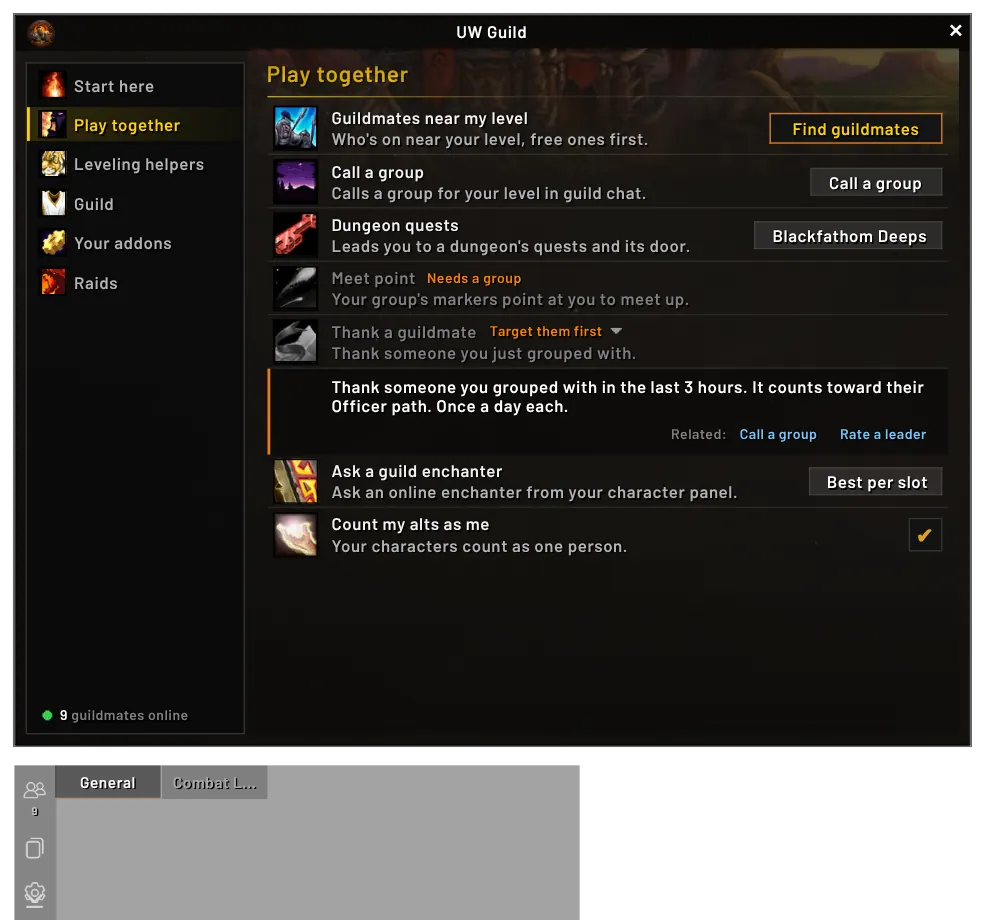 UW Guild
Start here
Play together
Leveling helpers
Guild
Your addons
Raids
9 guildmates online
Play together
Guildmates near my level
Who's on near your level, free ones first.
Find guildmates
Call a group
Calls a group for your level in guild chat.
Call a group
Dungeon quests
Leads you to a dungeon's quests and its door.
Blackfathom Deeps
Meet point Needs a group
Your group's markers point at you to meet up.
Thank a guildmate Target them first
Thank someone you just grouped with.
Thank someone you grouped with in the last 3 hours. It counts toward their
Officer path. Once a day each.
Related: Call a group Rate a leader
Ask a guild enchanter
Ask an online enchanter from your character panel.
Best per slot
Count my alts as me
Your characters count as one person.
General Combat L...
9